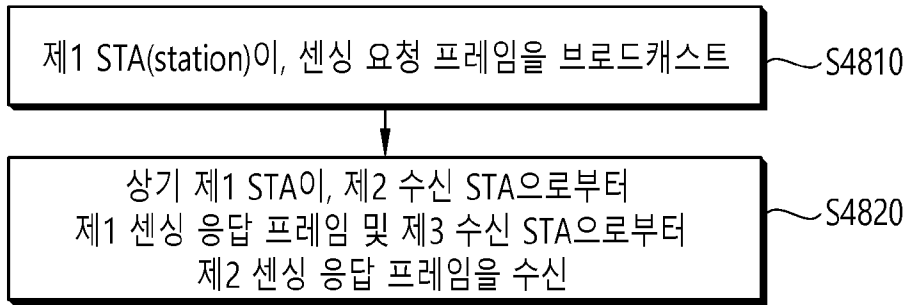 제1 STA(station)이, 센싱 요청 프레임을 브로드캐스트
S4810
상기 제1 STA이, 제2 수신 STA으로부터
제1 센싱 응답 프레임 및 제3 수신 STA으로부터
제2 센싱 응답 프레임을 수신
S4820